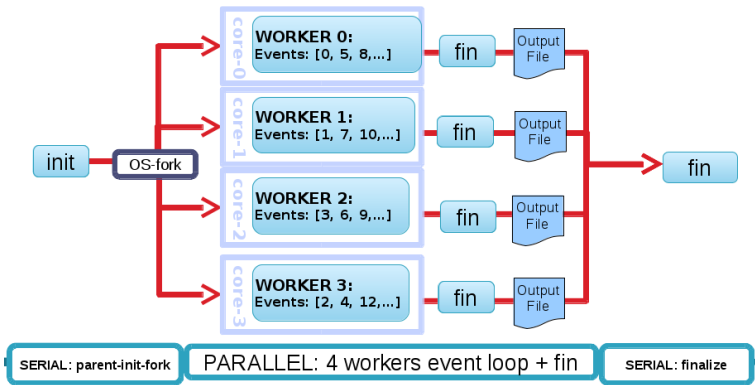 init
OS-fork
core-0
WORKER 0:
Events: [0, 5, 8,...]
fin
Output
File
core-1
WORKER 1:
Events: [1, 7, 10,...]
fin
Output
File
core-2
WORKER 2:
Events: [3, 6, 9,...]
fin
Output
File
core-3
WORKER 3:
Events: [2, 4, 12,...]
fin
Output
File
fin
SERIAL: parent-init-fork
PARALLEL: 4 workers event loop + fin
SERIAL: finalize